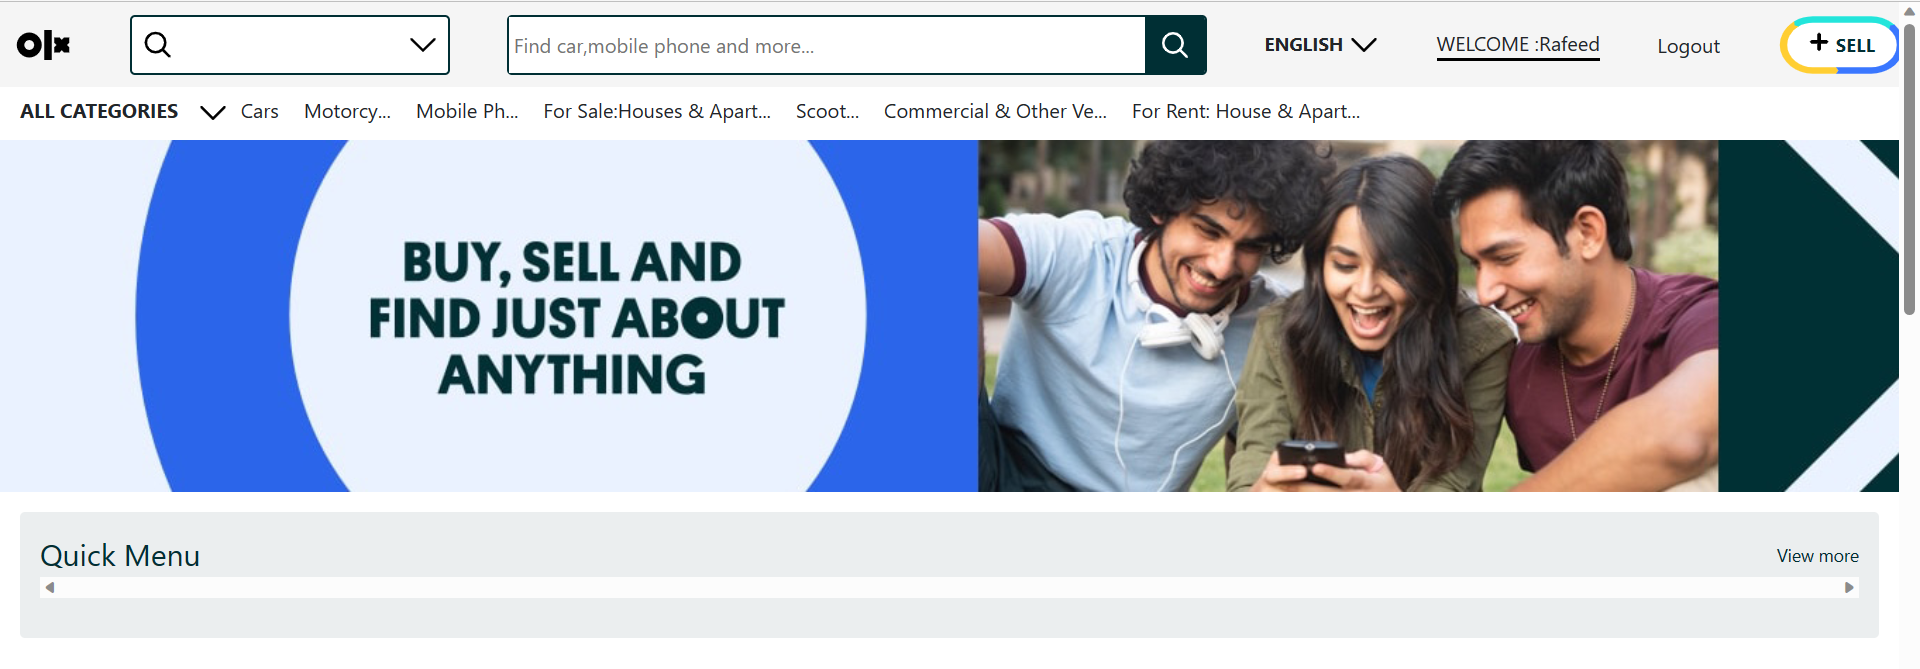 olx
Find car,mobile phone and more...
ENGLISH
WELCOME :Rafeed
Logout
+ SELL
ALL CATEGORIES
Cars
Motorcy...
Mobile Ph...
For Sale:Houses & Apart...
Scoot...
Commercial & Other Ve...
For Rent: House & Apart...
BUY, SELL AND
FIND JUST ABOUT
ANYTHING
Quick Menu
View more